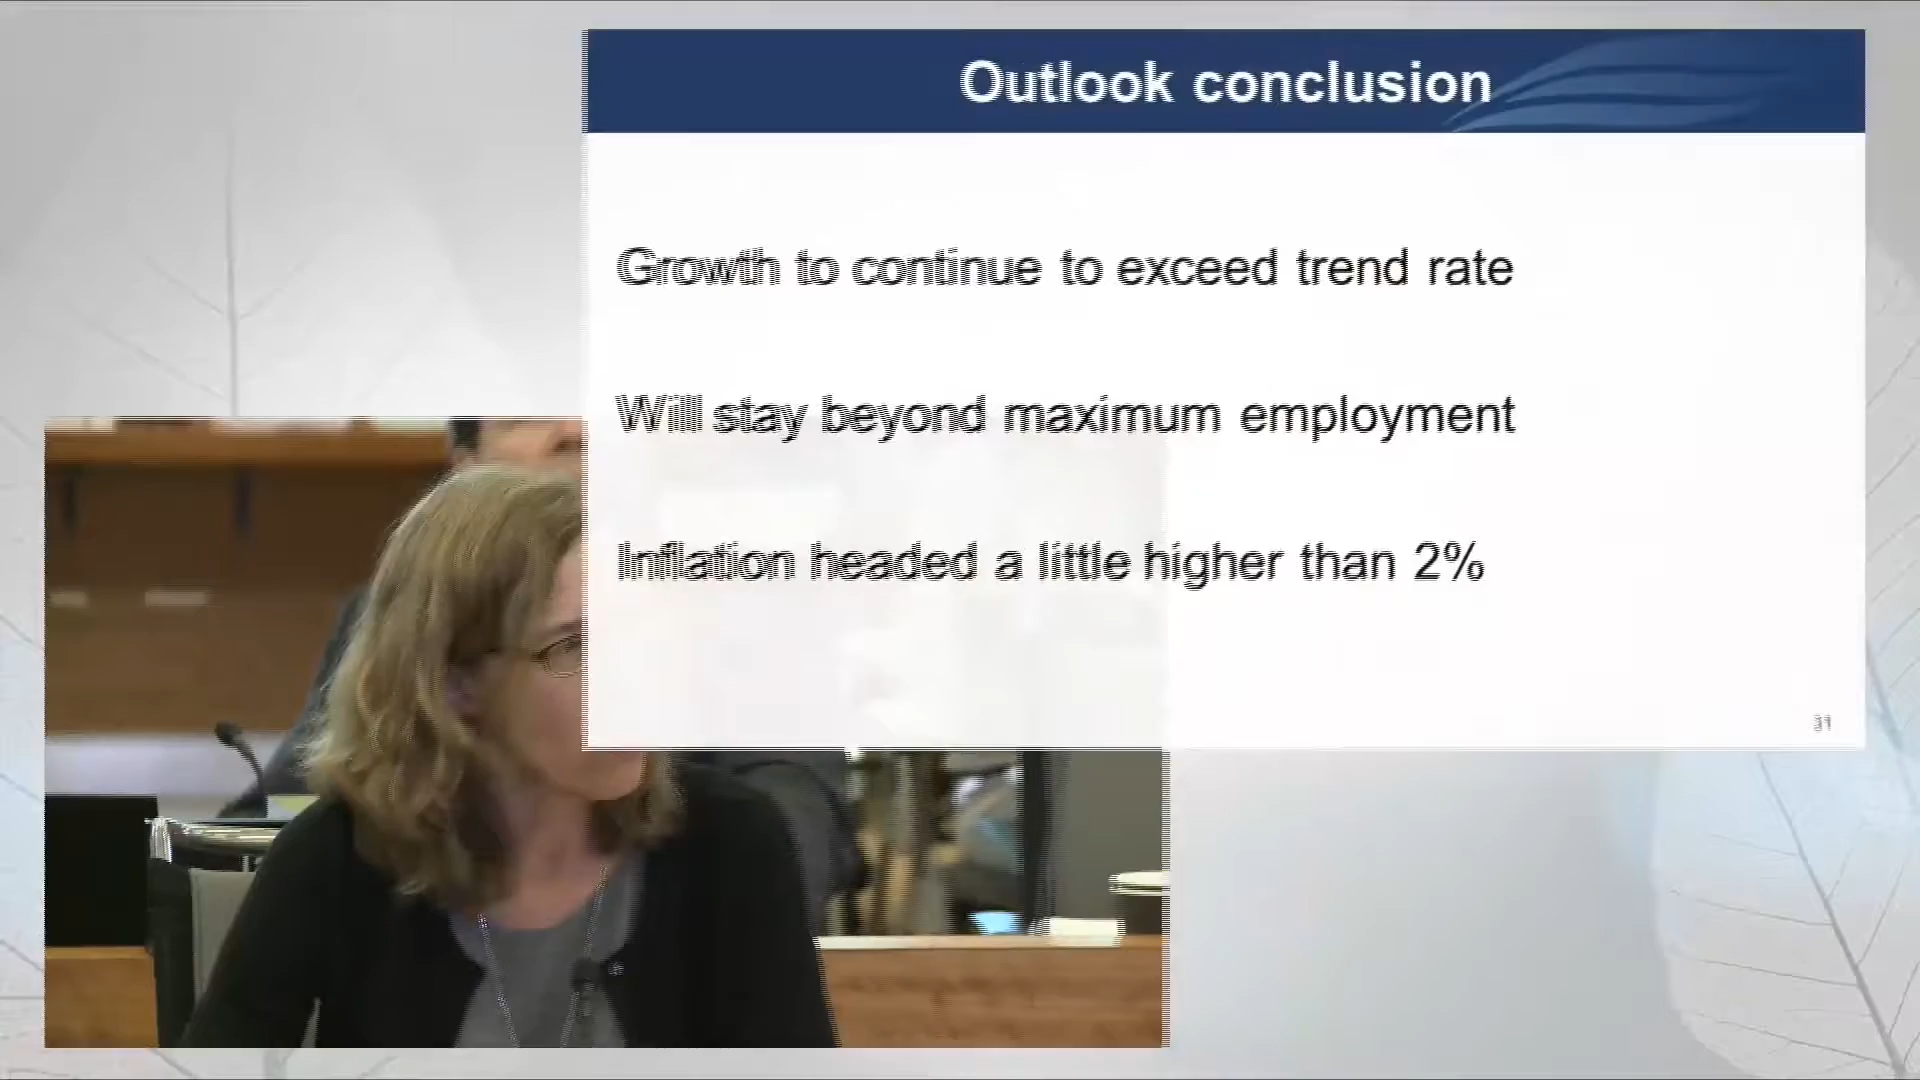 Outlook conclusion
Growth to continue to exceed trend rate
Will stay beyond maximum employment
Inflation headed a little higher than 2%
31